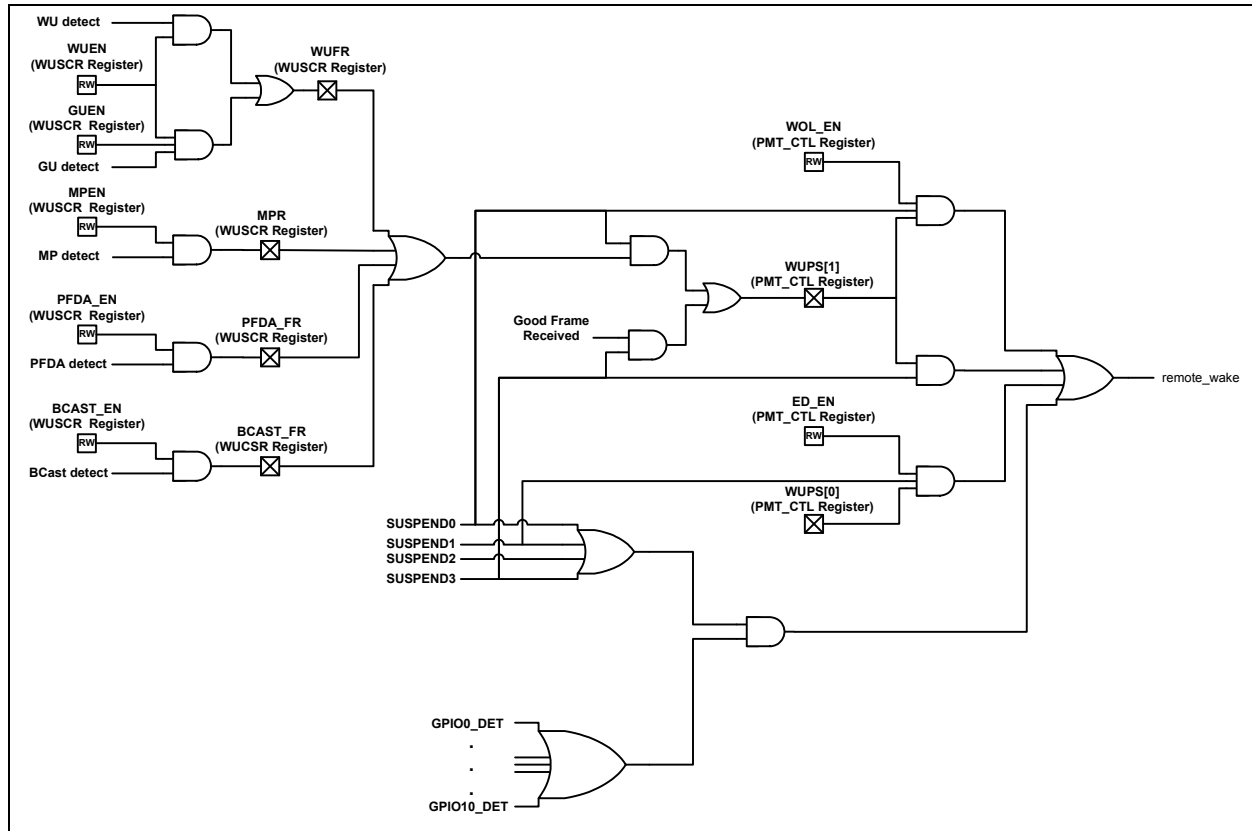 WU detect
WUEN
(WUSCR Register)
RW
GUEN
(WUSCR Register)
RW
GU detect
WUFR
(WUSCR Register)
MPEN
(WUSCR Register)
RW
MP detect
MPR
(WUSCR Register)
PFDA_EN
(WUSCR Register)
RW
PFDA detect
PFDA_FR
(WUSCR Register)
BCAST_EN
(WUSCR Register)
RW
BCast detect
BCAST_FR
(WUCSR Register)
Good Frame
Received
WOL_EN
(PMT_CTL Register)
RW
WUPS[1]
(PMT_CTL Register)
ED_EN
(PMT_CTL Register)
RW
WUPS[0]
(PMT_CTL Register)
remote_wake
SUSPEND0
SUSPEND1
SUSPEND2
SUSPEND3
GPIO0_DET
.
.
.
.
GPIO10_DET